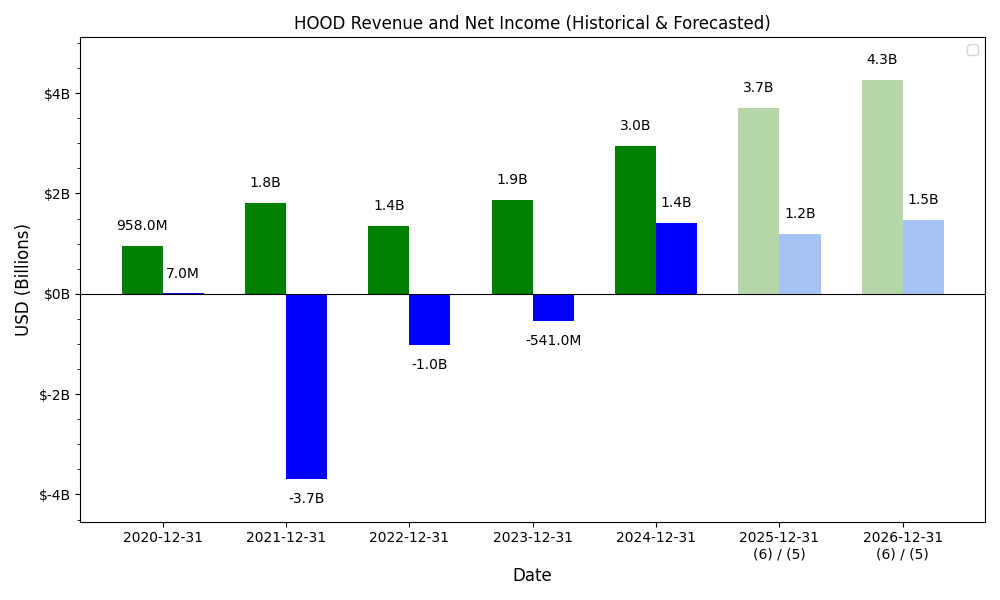 HOOD Revenue and Net Income (Historical & Forecasted)
USD (Billions)
$4B
$2B
$0B
$-2B
$-4B
958.0M
7.0M
1.8B
-3.7B
1.4B
-1.0B
1.9B
-541.0M
3.0B
1.4B
3.7B
1.2B
4.3B
1.5B
2020-12-31
2021-12-31
2022-12-31
2023-12-31
2024-12-31
2025-12-31
(6) / (5)
2026-12-31
(6) / (5)
Date